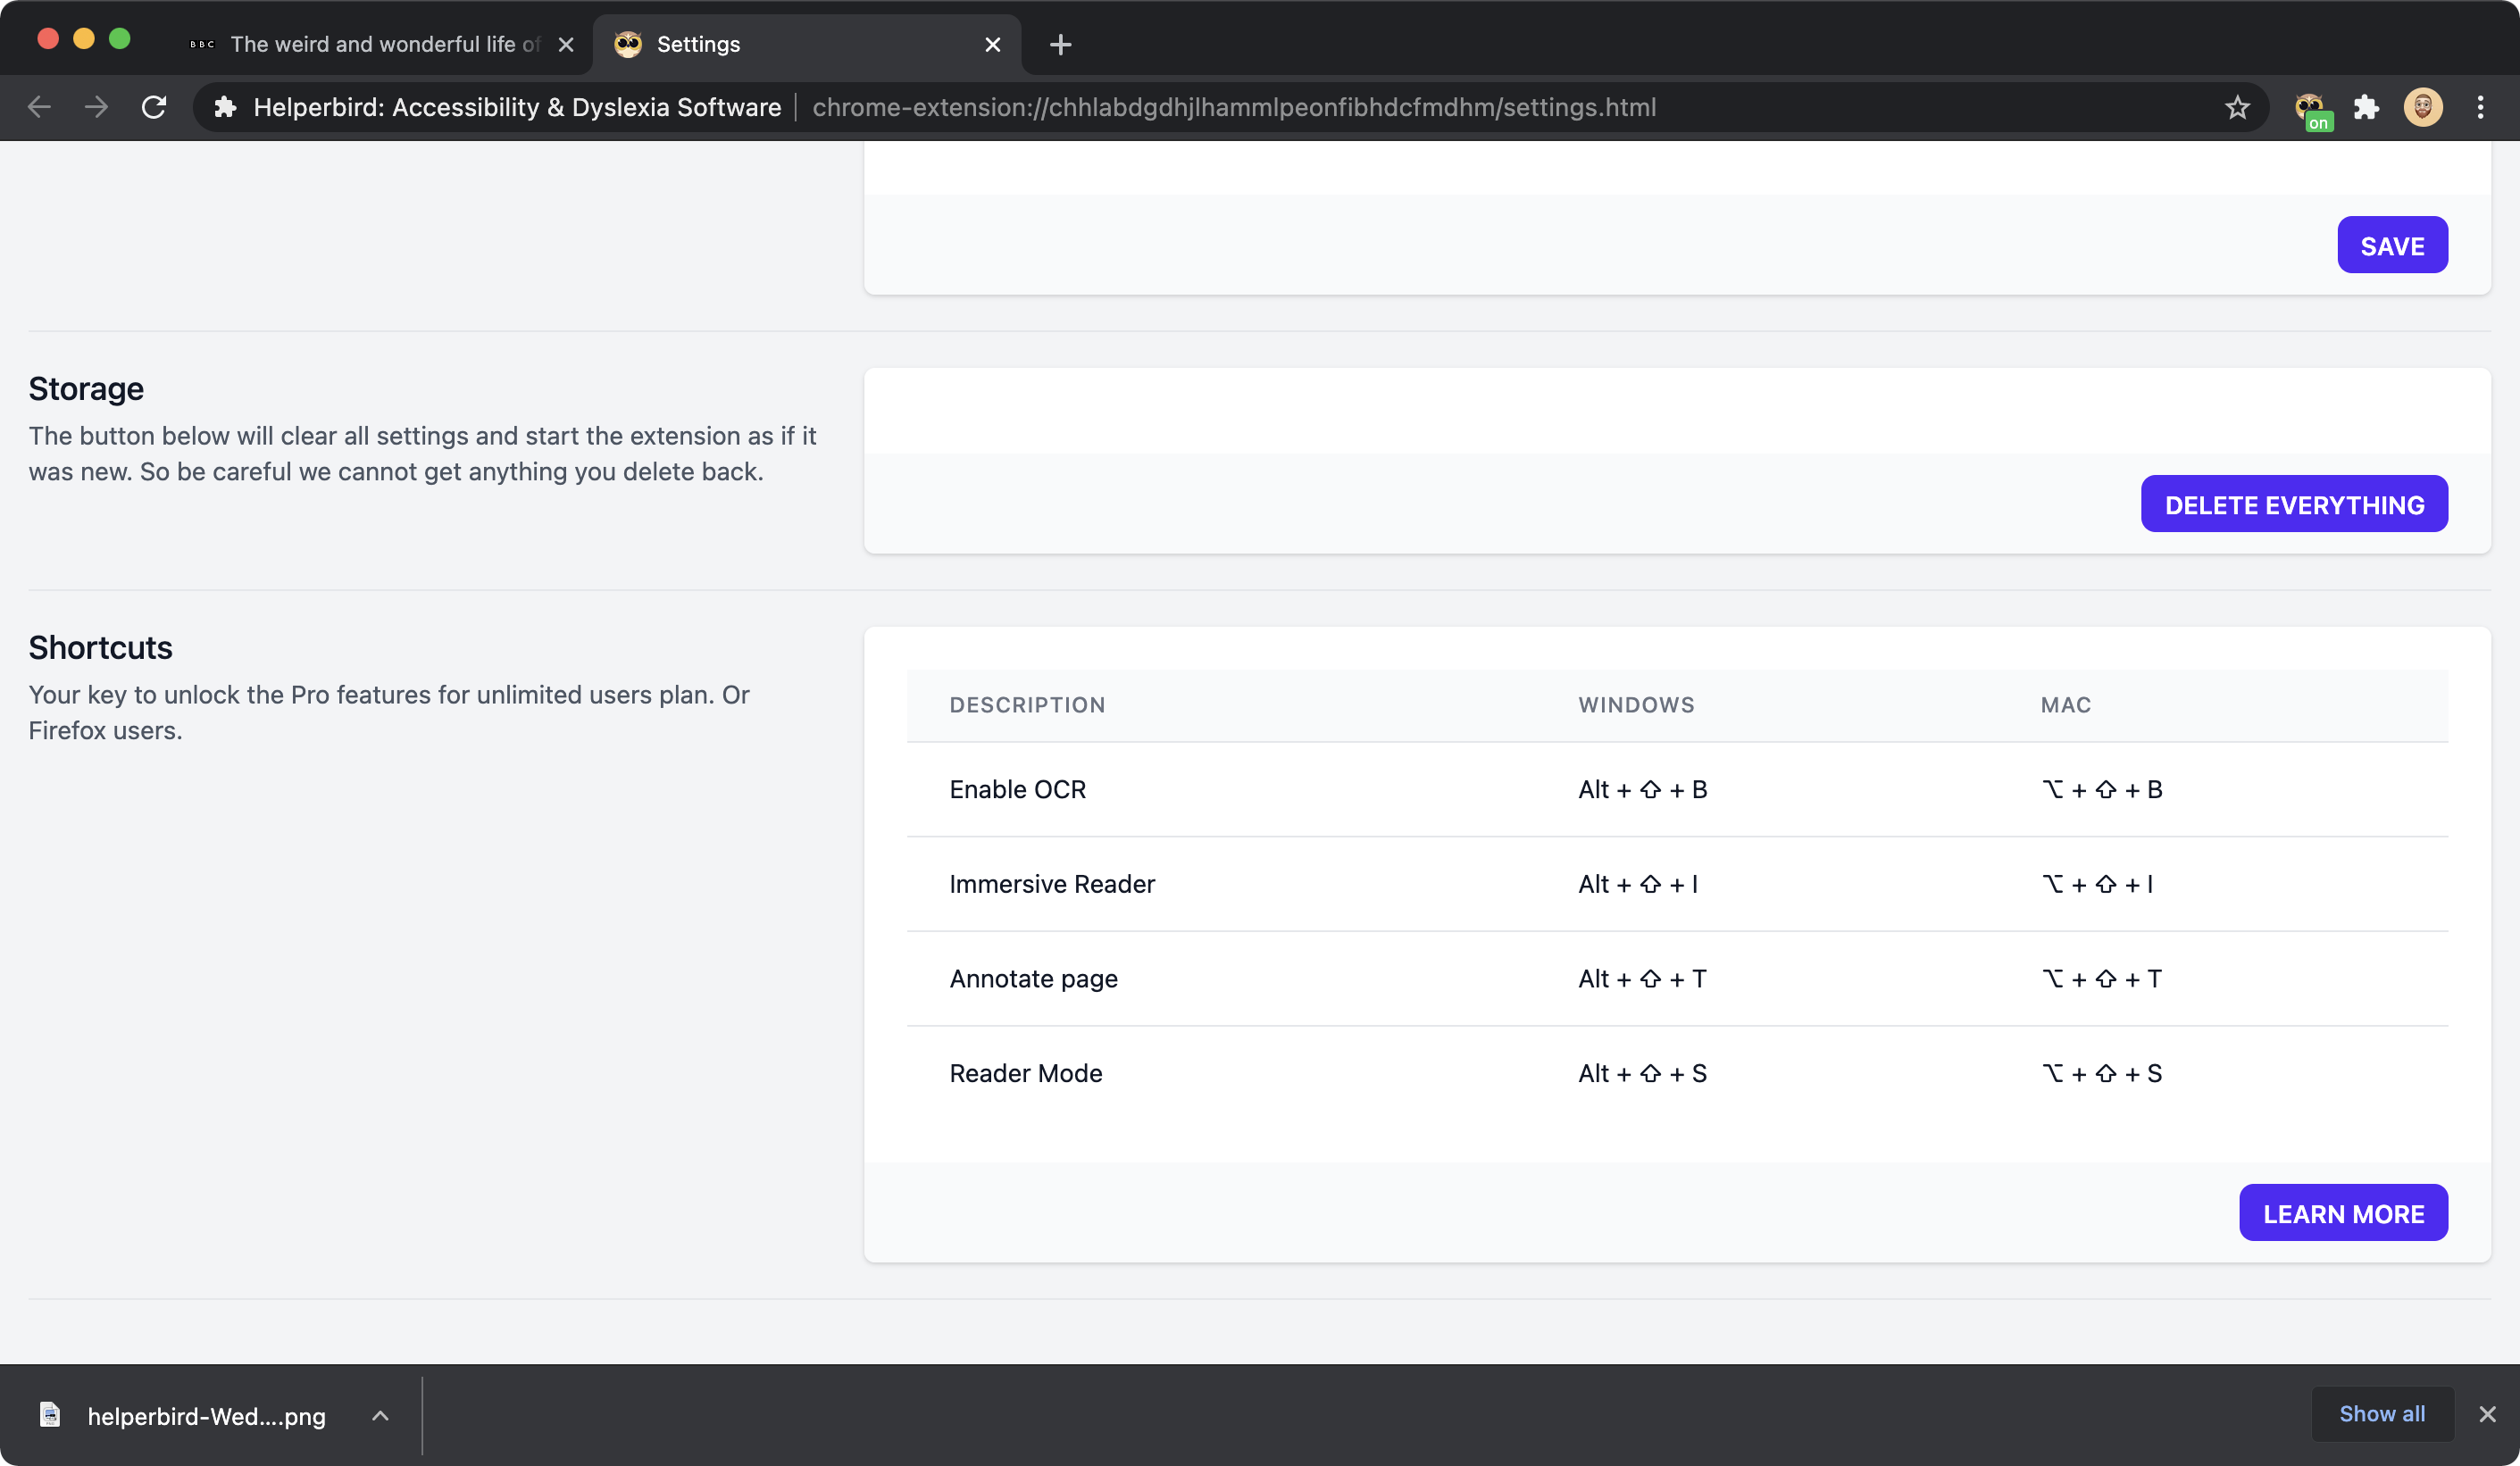 BBC The weird and wonderful life of
Settings
Helperbird: Accessibility & Dyslexia Software | chrome-extension://chhlabdgdhjlhammlpeonfibhdcfmdhm/settings.html
on
SAVE
Storage
The button below will clear all settings and start the extension as if it
was new. So be careful we cannot get anything you delete back.
DELETE EVERYTHING
Shortcuts
Your key to unlock the Pro features for unlimited users plan. Or
Firefox users.
DESCRIPTION WINDOWS MAC
Enable OCR Alt + ⇧ + B ⌥ + ⇧ + B
Immersive Reader Alt + ⇧ + I ⌥ + ⇧ + I
Annotate page Alt + ⇧ + T ⌥ + ⇧ + T
Reader Mode Alt + ⇧ + S ⌥ + ⇧ + S
LEARN MORE
helperbird-Wed....png
Show all